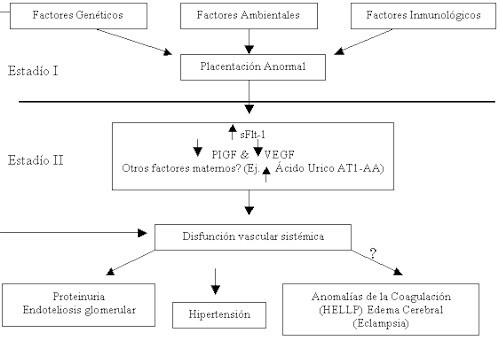 Factores Genéticos
Factores Ambientales
Factores Inmunológicos
Estadío I
Placentación Anormal
Estadío II
sFlt-1
PIGF & VEGF
Otros factores maternos? (Ej. Ácido Urico AT1-AA)
Disfunción vascular sistémica
?
Proteinuria
Endoteliosis glomerular
Hipertensión
Anomalías de la Coagulación
(HELLP) Edema Cerebral
(Eclampsia)